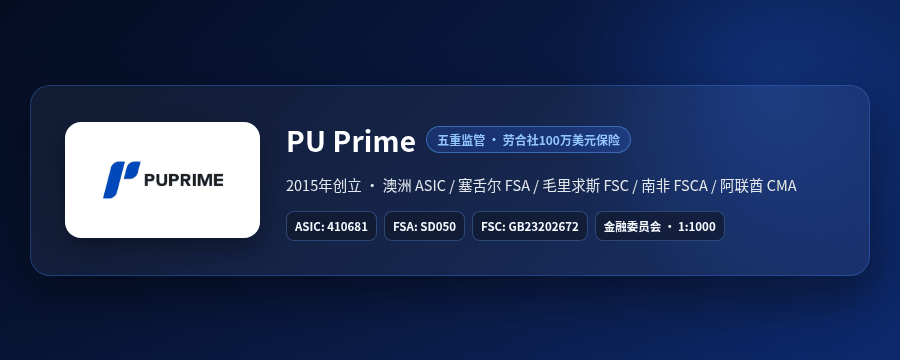 PUPRIME
PU Prime
五重监管 · 劳合社100万美元保险
2015年创立 · 澳洲 ASIC / 塞舌尔 FSA / 毛里求斯 FSC / 南非 FSCA / 阿联酋 CMA
ASIC: 410681
FSA: SD050
FSC: GB23202672
金融委员会 · 1:1000